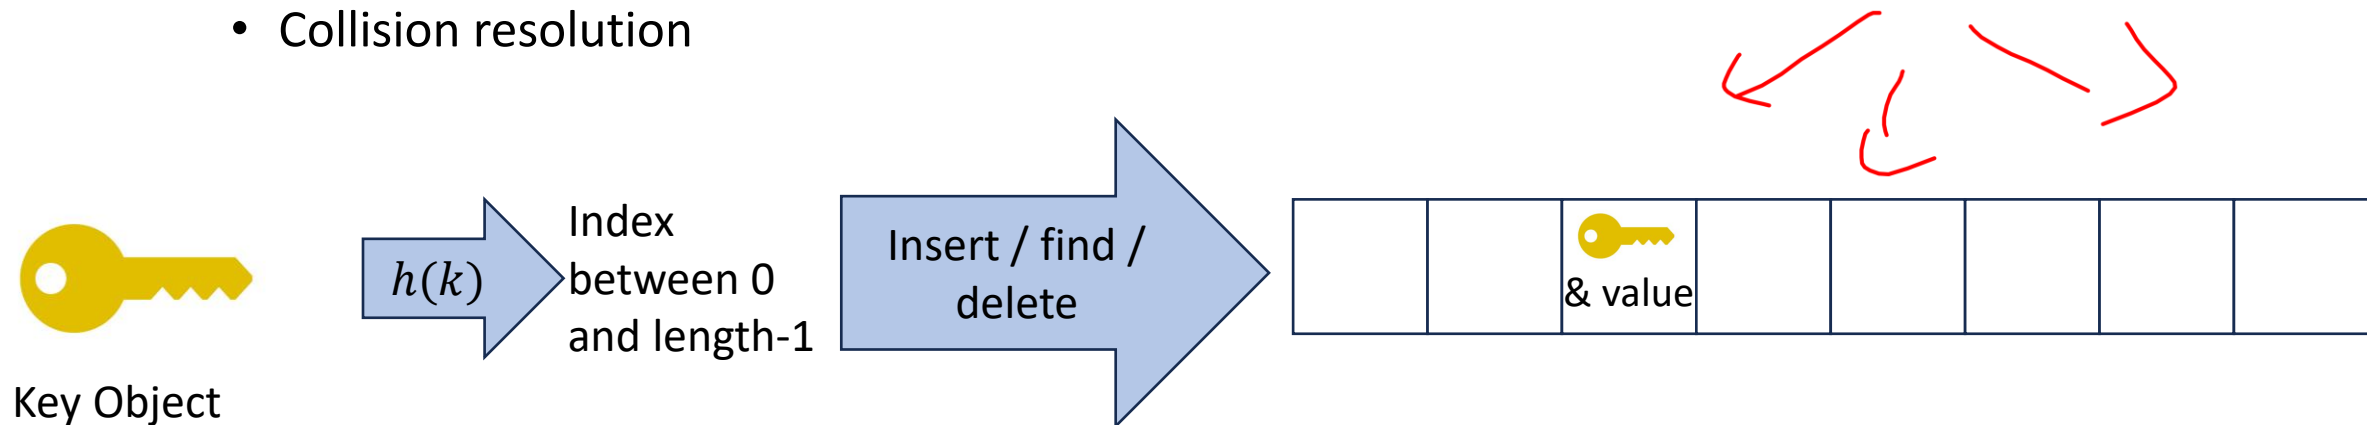 • Collision resolution
h(k)
Index
between 0
and length-1
Insert / find /
delete
& value
Key Object